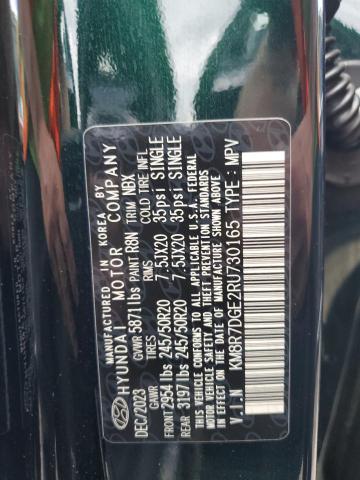 MANUFACTURED IN KOREA BY
HYUNDAI MOTOR COMPANY
DEC/2023 GVWR 5871lbs PAINT R8N TRIM NBX
GAWR TIRES RIMS COLD TIRE INFL
FRONT 2954lbs 245/50R20 7.5JX20 35psi SINGLE
REAR 3197lbs 245/50R20 7.5JX20 35psi SINGLE
THIS VEHICLE CONFORMS TO ALL APPLICABLE U.S.A. FEDERAL
MOTOR VEHICLE SAFETY, BUMPER, AND THEFT PREVENTION STANDARDS
IN EFFECT ON THE DATE OF MANUFACTURE SHOWN ABOVE.
V.I.N : KM8R7DGE2RU730165 TYPE : MPV